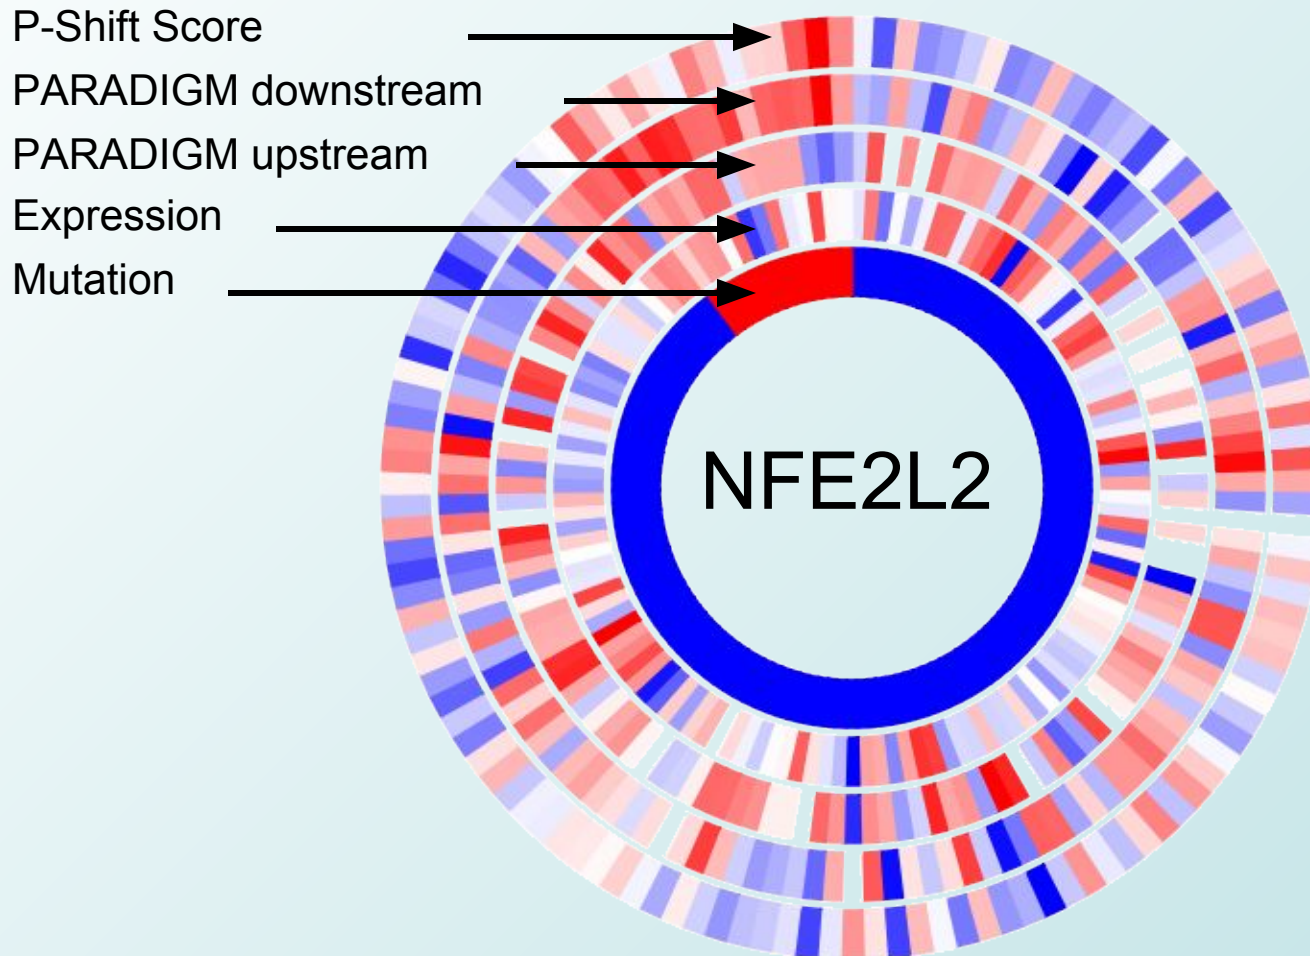 P-Shift Score
PARADIGM downstream
PARADIGM upstream
Expression
Mutation
NFE2L2